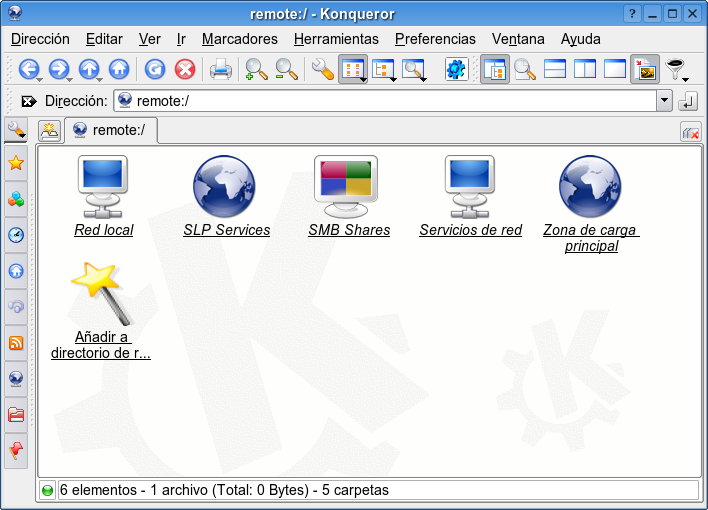 remote:/ - Konqueror
Dirección Editar Ver Ir Marcadores Herramientas Preferencias Ventana Ayuda
Dirección: remote:/
remote:/
Red local SLP Services SMB Shares Servicios de red Zona de carga
principal
Añadir a
directorio de r...
6 elementos - 1 archivo (Total: 0 Bytes) - 5 carpetas